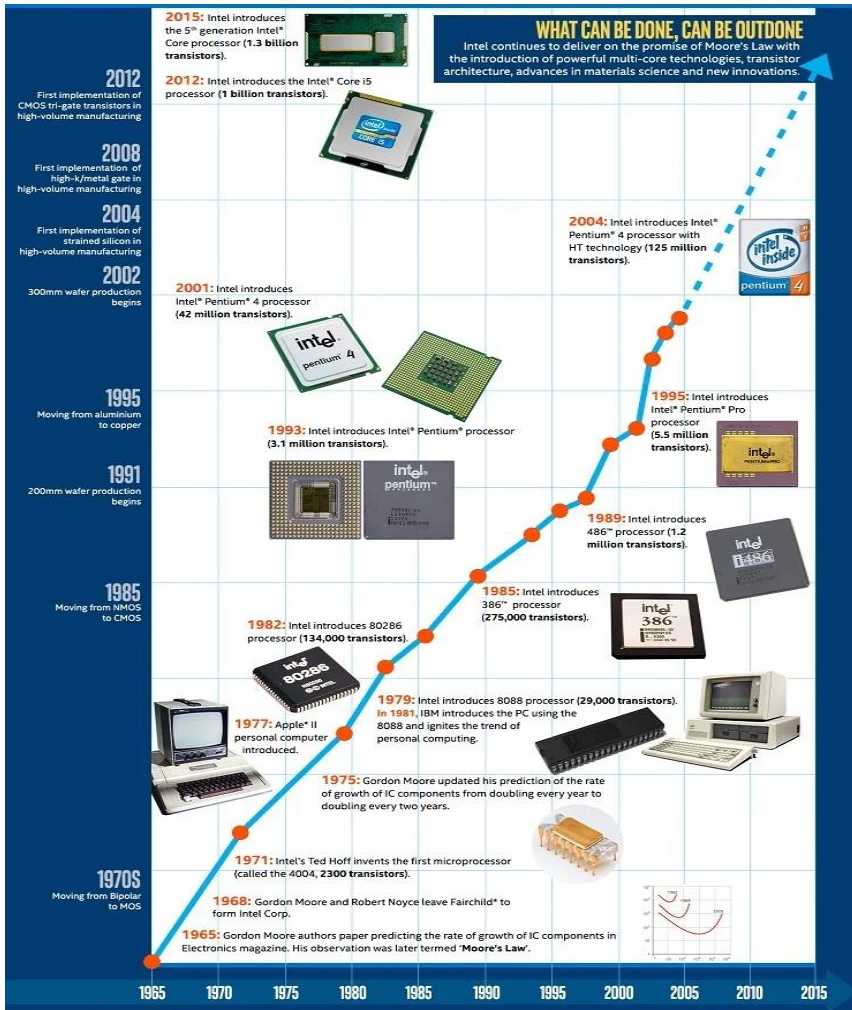 2015: Intel introduces
the 5th generation Intel®
Core processor (1.3 billion
transistors).
WHAT CAN BE DONE, CAN BE OUTDONE
Intel continues to deliver on the promise of Moore's Law with
the introduction of powerful multi-core technologies, transistor
architecture, advances in materials science and new innovations.
2012: Intel introduces the Intel® Core i5
processor (1 billion transistors).
intel
CORE i5
2012
First implementation of
CMOS tri-gate transistors in
high-volume manufacturing
2008
First implementation of
high-k/metal gate in
high-volume manufacturing
2004
First implementation of
strained silicon in
high-volume manufacturing
2002
300mm wafer production
begins
1995
Moving from aluminium
to copper
1991
200mm wafer production
begins
1985
Moving from NMOS
to CMOS
1970S
Moving from Bipolar
to MOS
2004: Intel introduces Intel®
Pentium® 4 processor with
HT technology (125 million
transistors).
HT
intel
inside
pentium® 4
2001: Intel introduces
Intel® Pentium® 4 processor
(42 million transistors).
intel®
pentium® 4
1995: Intel introduces
Intel® Pentium® Pro
processor
(5.5 million
transistors).
intel®
PENTIUM® PRO
1993: Intel introduces Intel® Pentium® processor
(3.1 million transistors).
intel®
pentium™
1989: Intel introduces
486™ processor (1.2
million transistors).
intel®
i486™
1985: Intel introduces
386™ processor
(275,000 transistors).
intel®
386™
1982: Intel introduces 80286
processor (134,000 transistors).
intel®
80286
1979: Intel introduces 8088 processor (29,000 transistors).
In 1981, IBM introduces the PC using the
8088 and ignites the trend of
personal computing.
1977: Apple® II
personal computer
introduced.
1975: Gordon Moore updated his prediction of the rate
of growth of IC components from doubling every year to
doubling every two years.
1971: Intel's Ted Hoff invents the first microprocessor
(called the 4004, 2300 transistors).
1968: Gordon Moore and Robert Noyce leave Fairchild® to
form Intel Corp.
1965: Gordon Moore authors paper predicting the rate of growth of IC components in
Electronics magazine. His observation was later termed 'Moore's Law'.
1962
1965
1970
1965 1970 1975 1980 1985 1990 1995 2000 2005 2010 2015